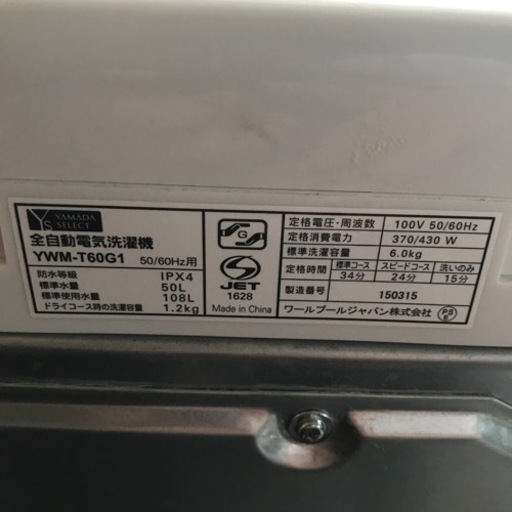 YS YAMADA SELECT
全自動電気洗濯機
YWM-T60G1 50/60Hz用
防水等級 IPX4
標準水量 50L
標準使用水量 108L
ドライコース時の洗濯容量 1.2kg
G
S
JET
1628
Made in China
定格電圧・周波数 100V 50/60Hz
定格消費電力 370/430 W
標準洗濯容量 6.0kg
定格時間 標準コース スピードコース 洗いのみ
34分 24分 15分
製造番号 150315
ワールプールジャパン株式会社 PSE